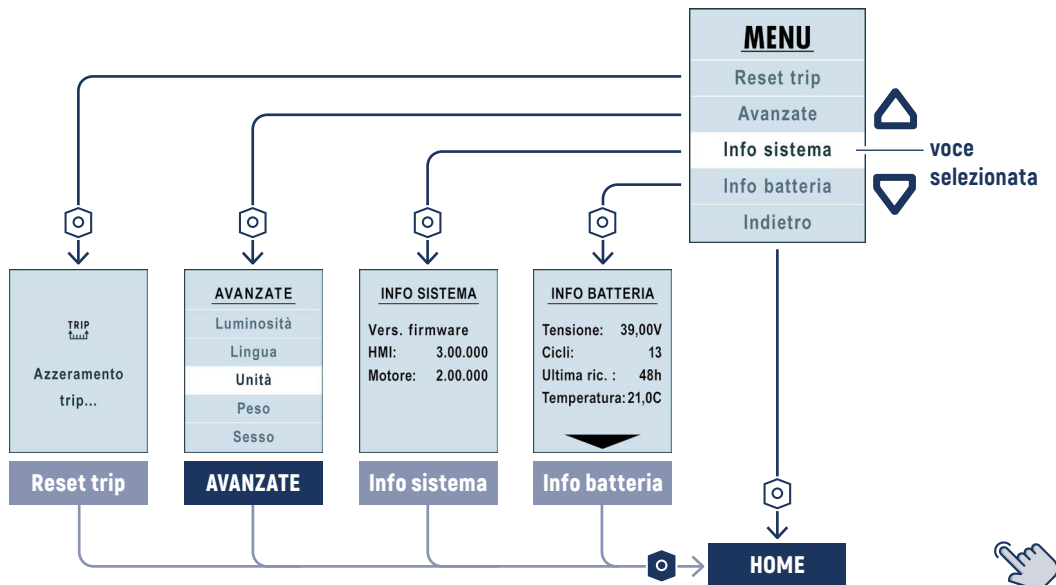 MENU
Reset trip
Avanzate
Info sistema
Info batteria
Indietro
voce
selezionata
TRIP
Azzeramento
trip...
Reset trip
AVANZATE
Luminosità
Lingua
Unità
Peso
Sesso
AVANZATE
INFO SISTEMA
Vers. firmware
HMI: 3.00.000
Motore: 2.00.000
Info sistema
INFO BATTERIA
Tensione: 39,00V
Cicli: 13
Ultima ric. : 48h
Temperatura: 21,0C
Info batteria
HOME